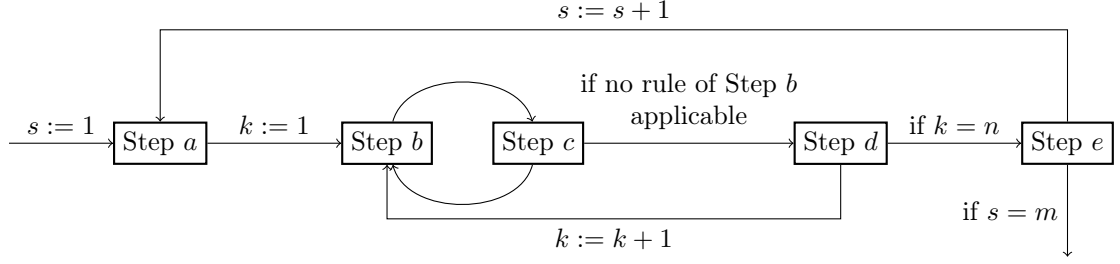 s := s + 1
if no rule of Step b
applicable
s := 1
Step a
k := 1
Step b
Step c
Step d
if k = n
Step e
if s = m
k := k + 1